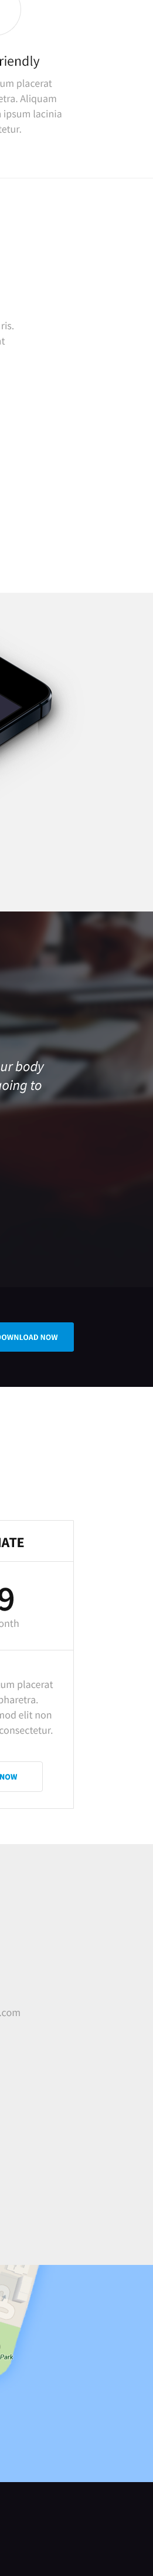 riendly
um placerat
etra. Aliquam
ipsum lacinia
tetur.
ris.
ur body
going to
DOWNLOAD NOW
IATE
9
onth
um placerat
pharetra.
mod elit non
consectetur.
NOW
.com
Park